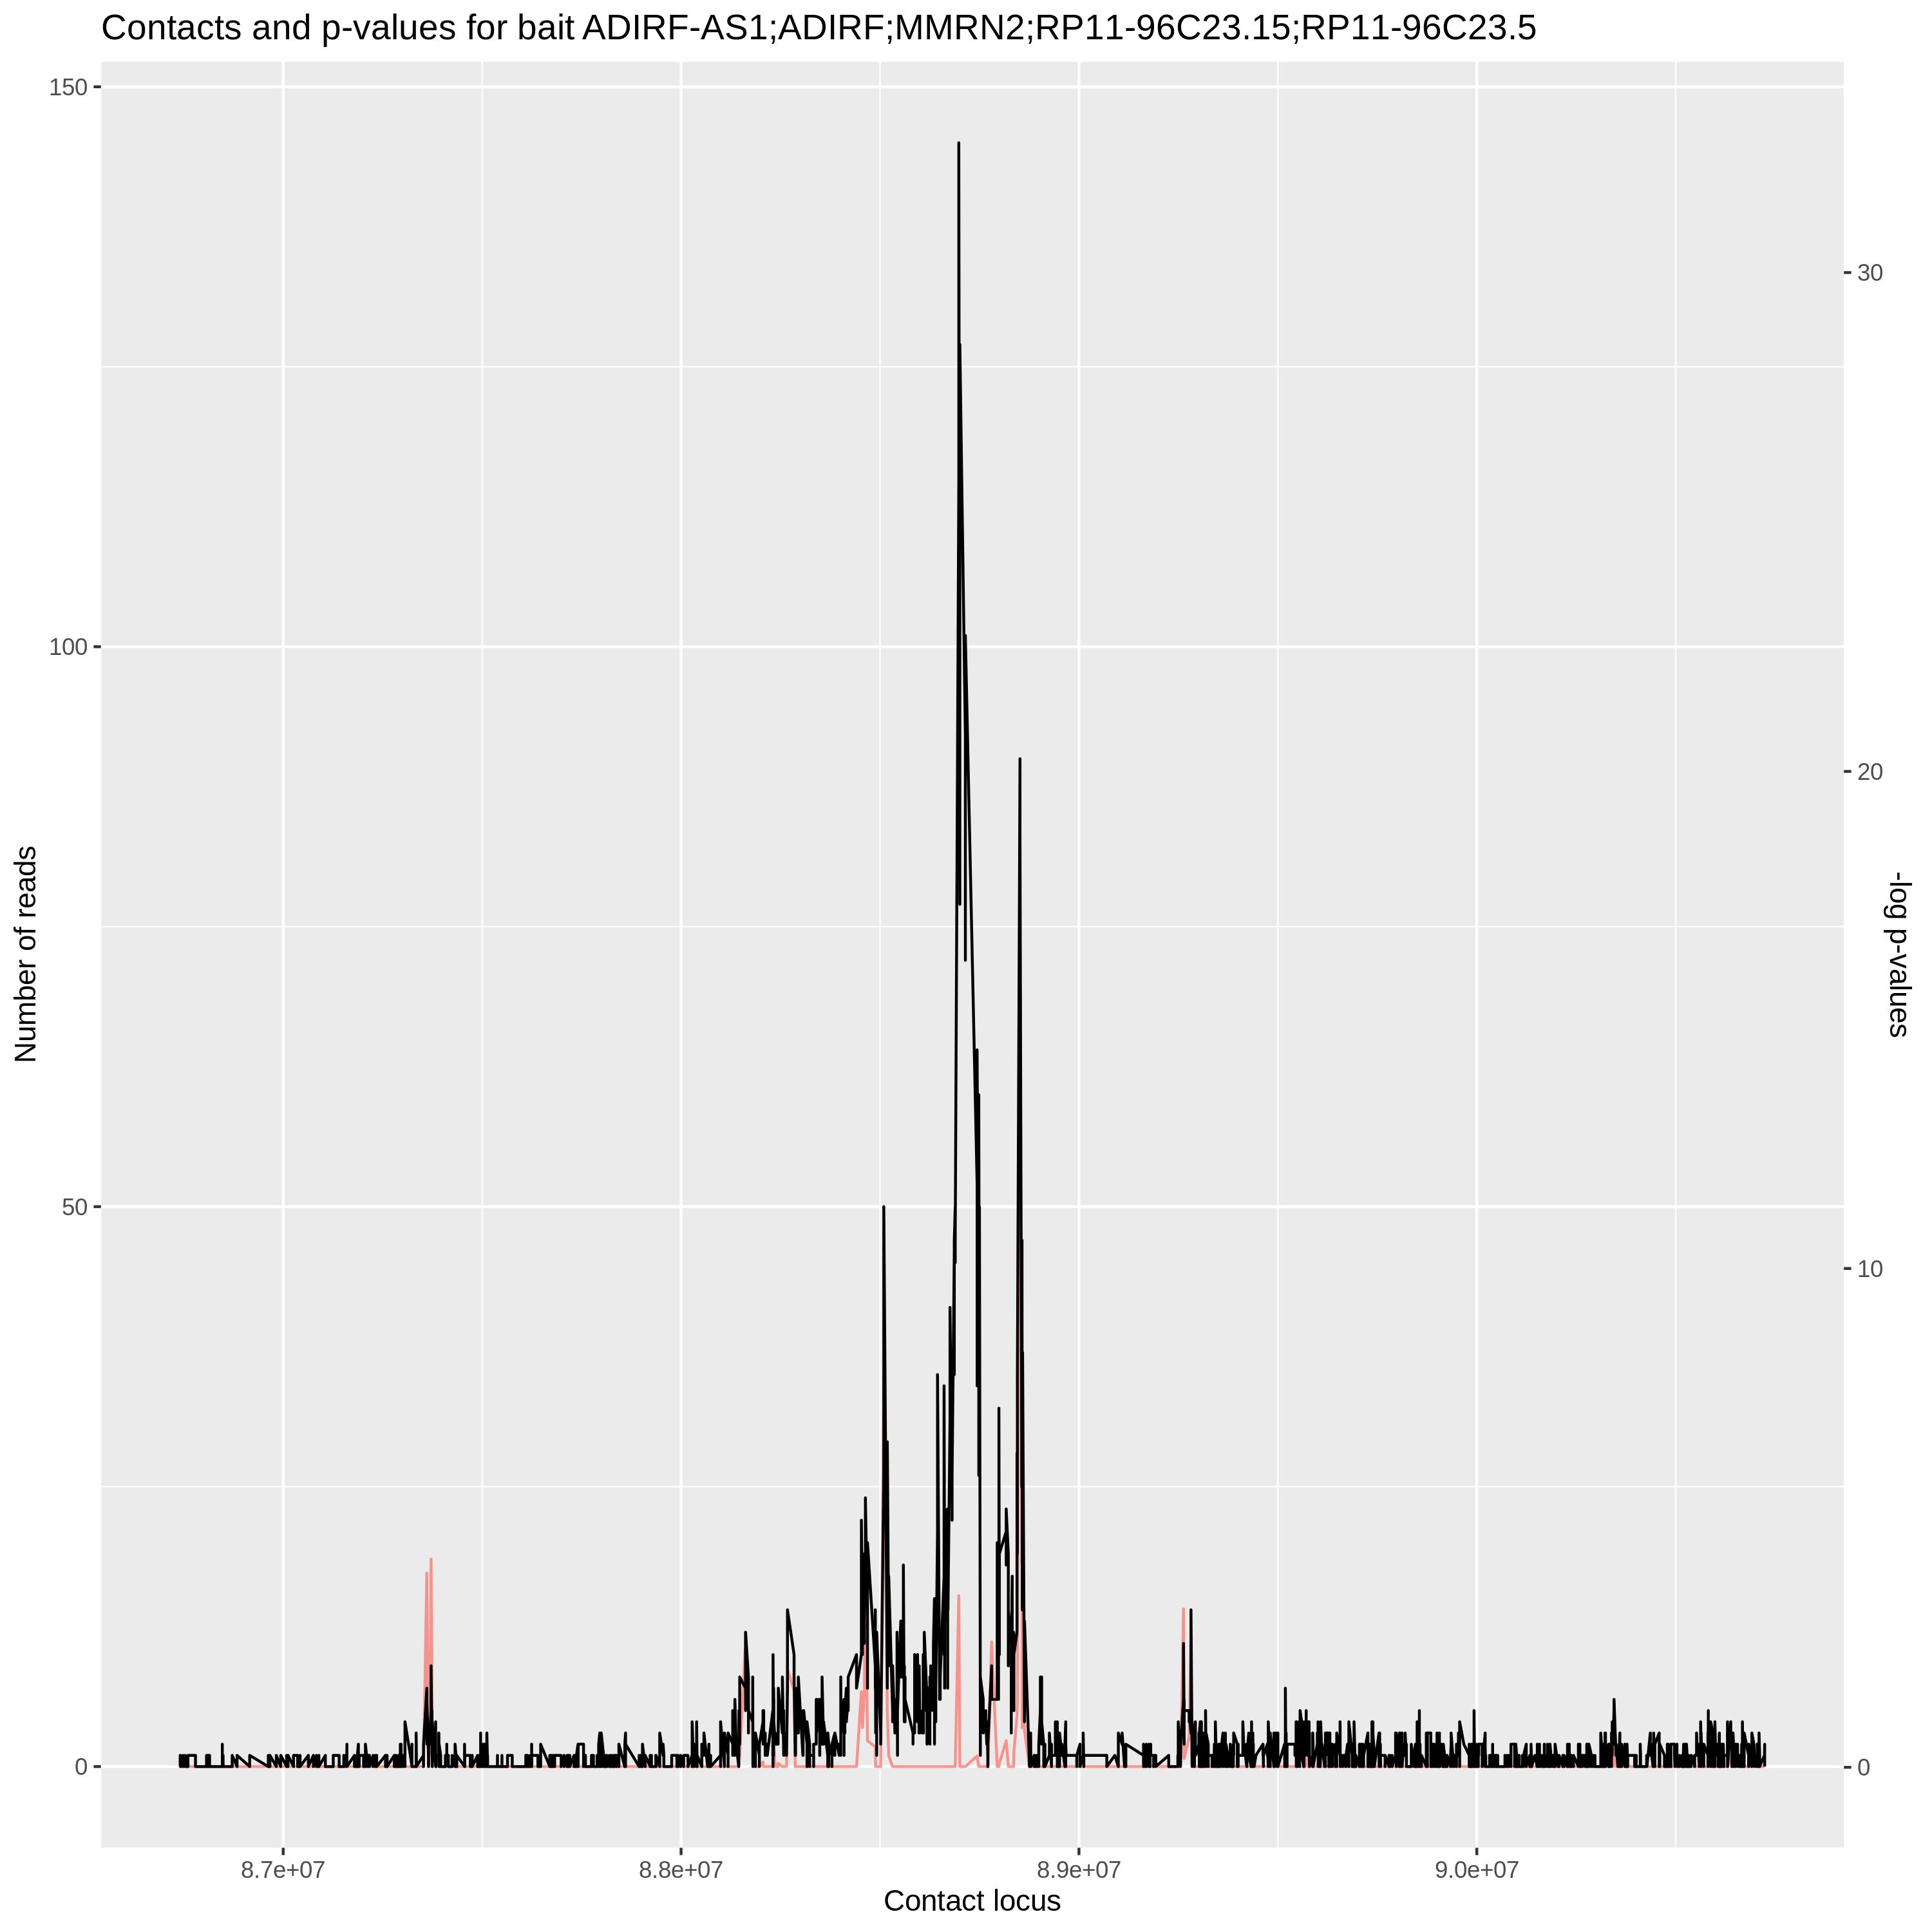 Contacts and p-values for bait ADIRF-AS1;ADIRF;MMRN2;RP11-96C23.15;RP11-96C23.5
150
100
50
0
Number of reads
30
20
10
0
-log p-values
8.7e+07
8.8e+07
8.9e+07
9.0e+07
Contact locus